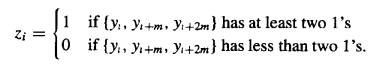 z_i = { 1 if {y_i, y_{i+m}, y_{i+2m}} has at least two 1's
0 if {y_i, y_{i+m}, y_{i+2m}} has less than two 1's.